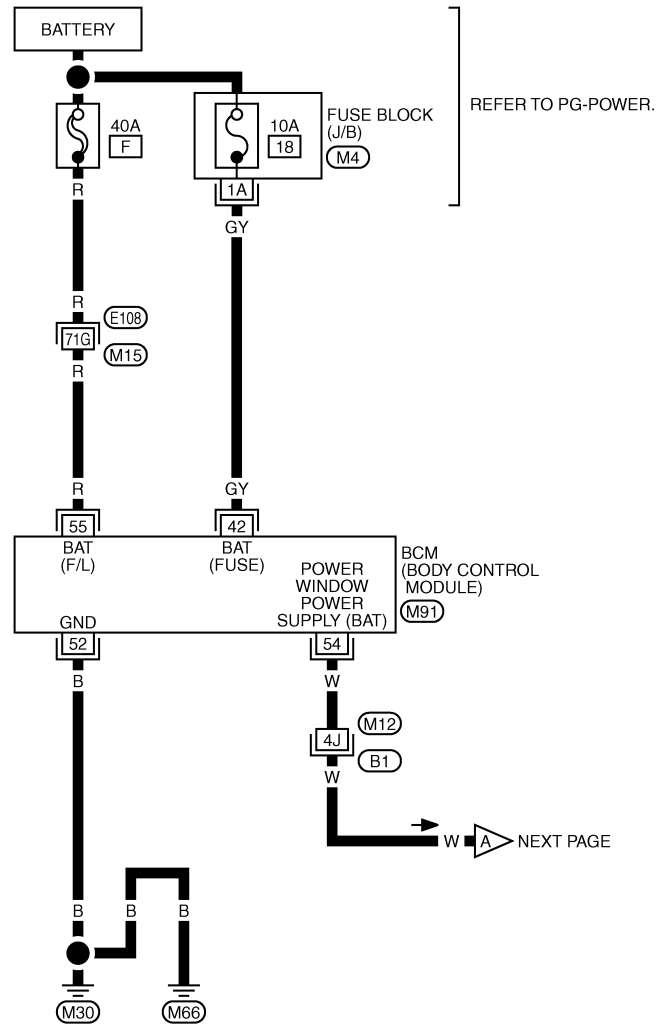 BATTERY
REFER TO PG-POWER.
40A
F
10A
18
FUSE BLOCK
(J/B)
M4
R
1A
GY
R
E108
71G
M15
R
R
GY
55
42
BAT
(F/L)
BAT
(FUSE)
POWER
WINDOW
POWER
SUPPLY (BAT)
BCM
(BODY CONTROL
MODULE)
M91
GND
52
54
B
W
M12
4J
B1
W
W
A
NEXT PAGE
B
B
B
M30
M66